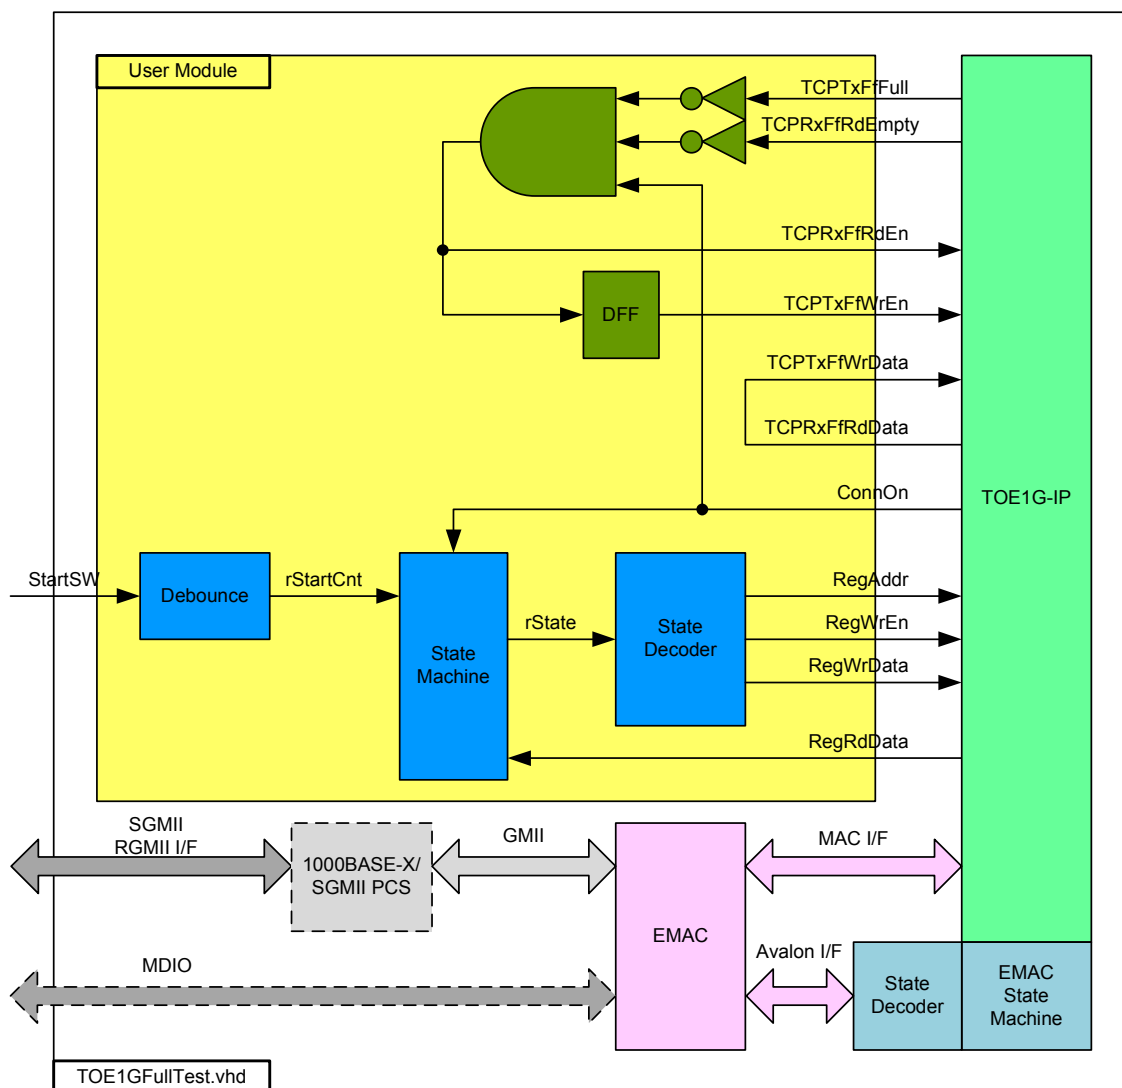 User Module
TCPTxFfFull
TCPRxFfRdEmpty
TCPRxFfRdEn
DFF
TCPTxFfWrEn
TCPTxFfWrData
TCPRxFfRdData
ConnOn
TOE1G-IP
StartSW
Debounce
rStartCnt
State
Machine
rState
State
Decoder
RegAddr
RegWrEn
RegWrData
RegRdData
SGMII
RGMII I/F
1000BASE-X/
SGMII PCS
GMII
EMAC
MAC I/F
MDIO
Avalon I/F
State
Decoder
EMAC
State
Machine
TOE1GFullTest.vhd